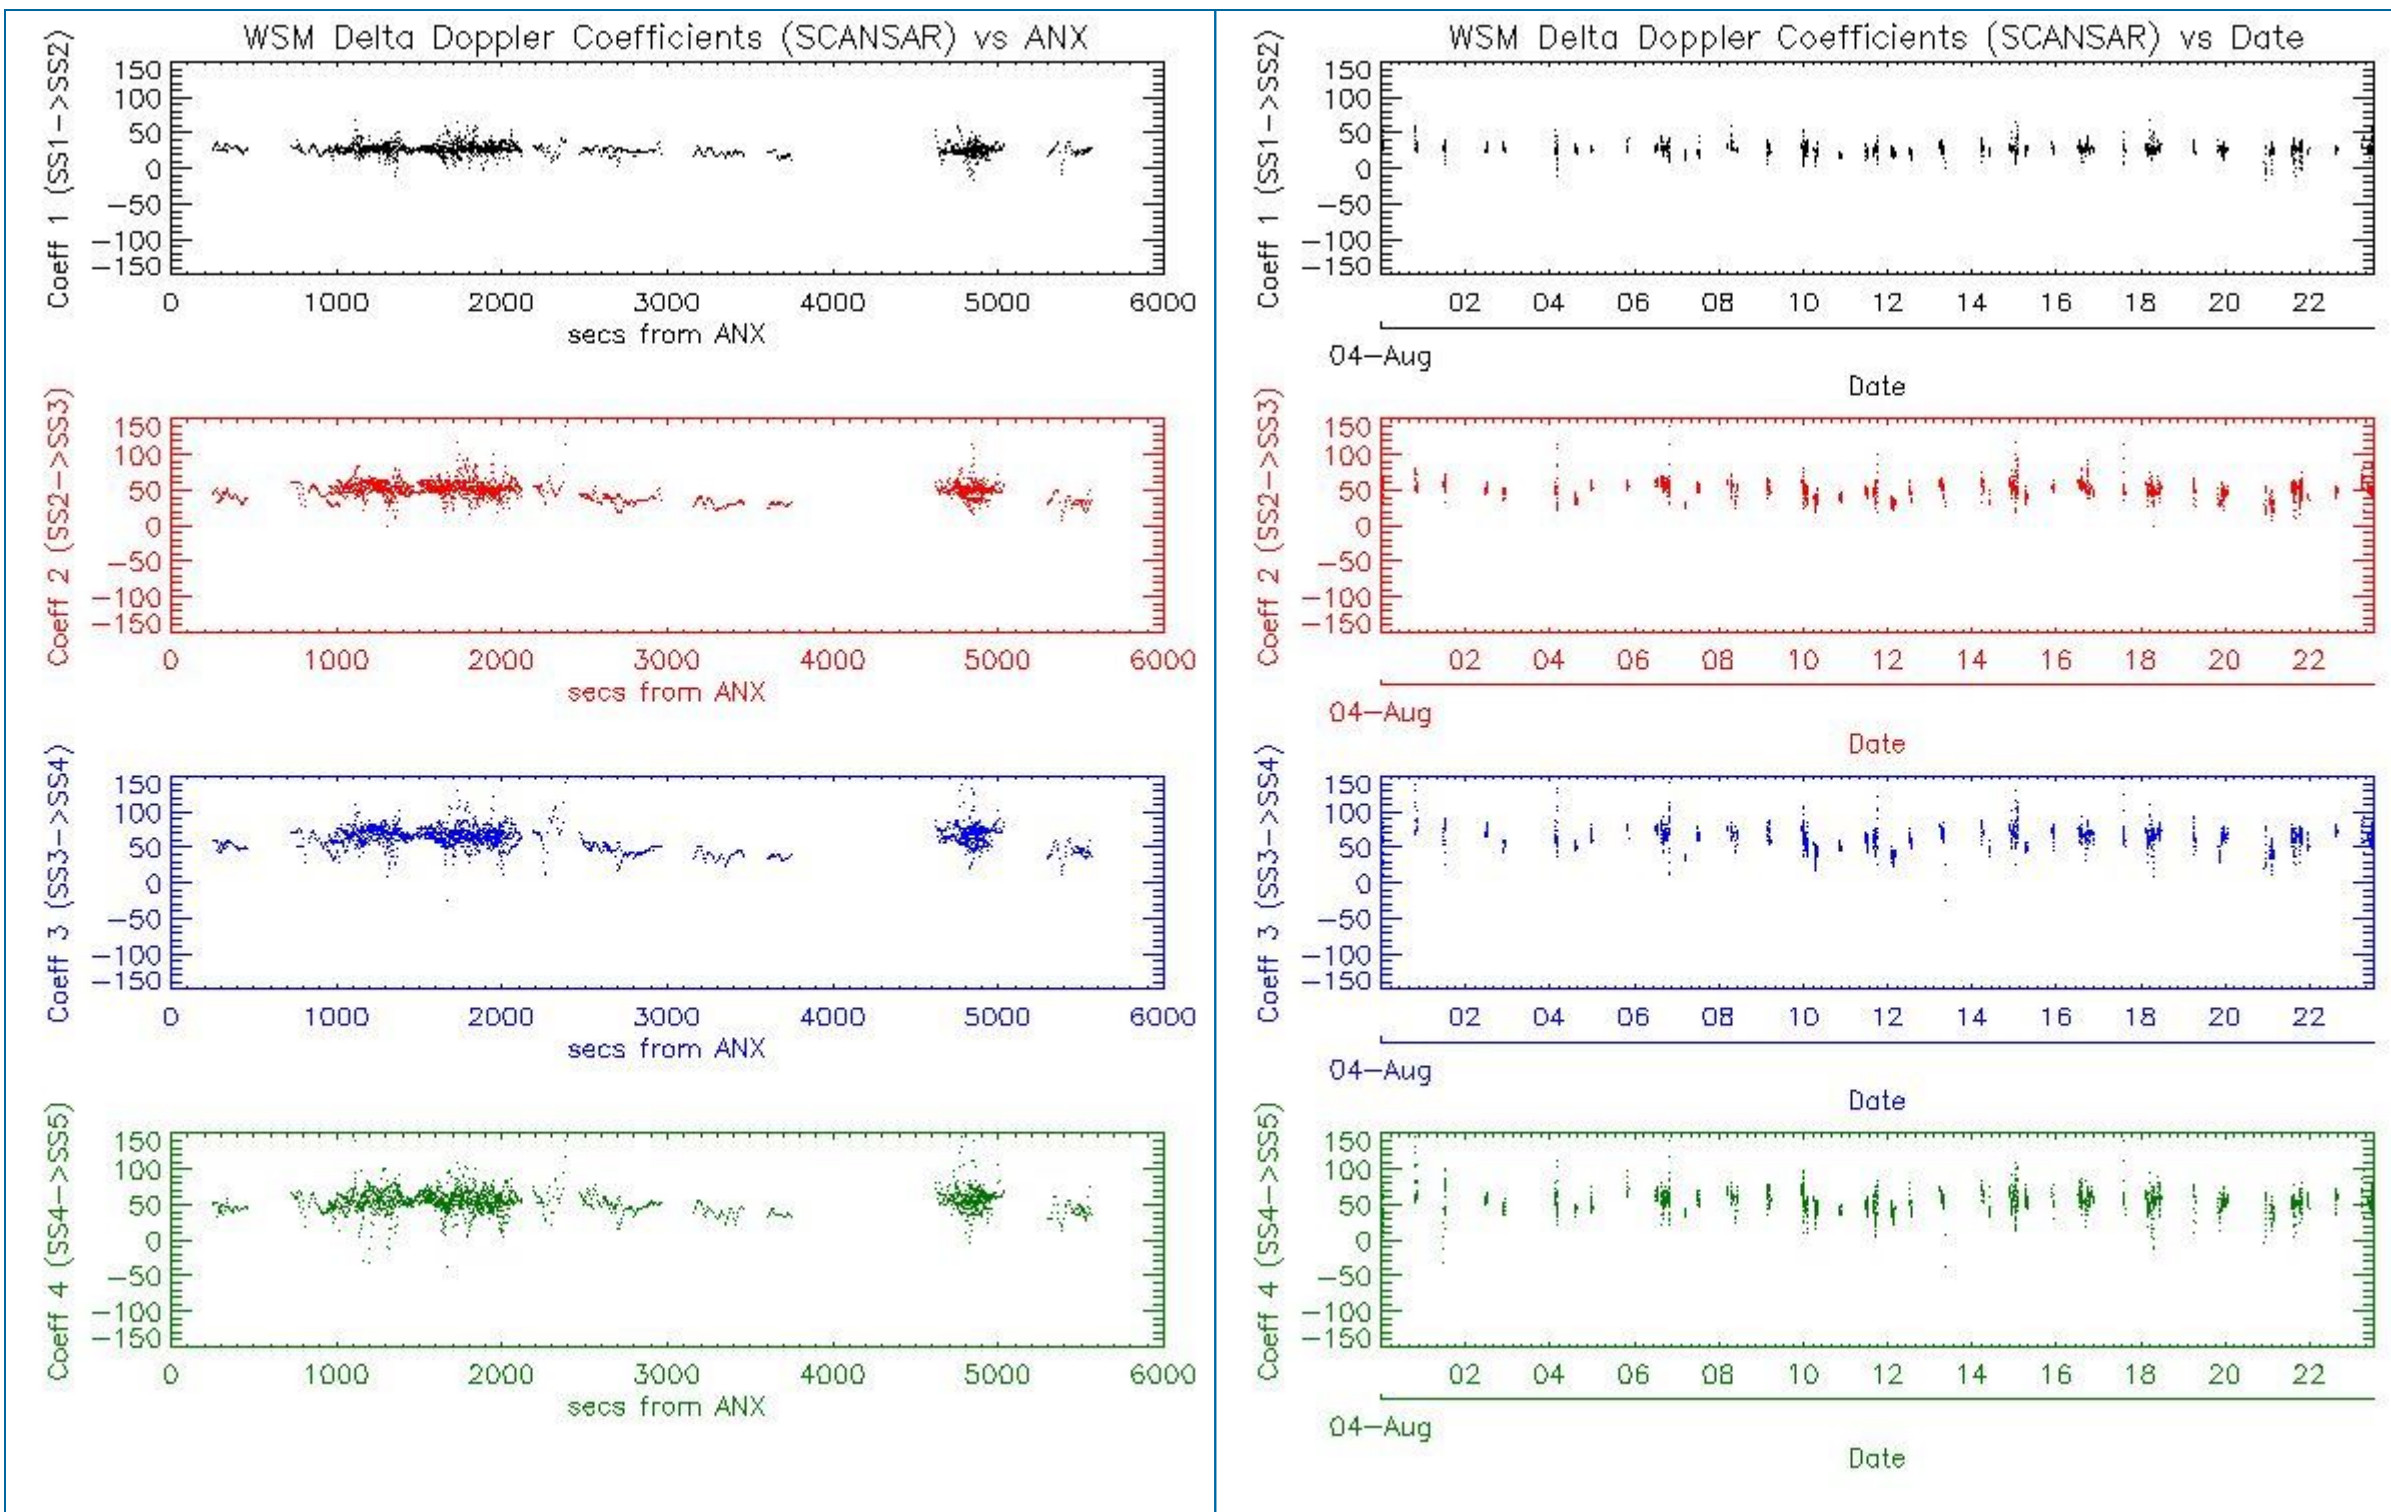 WSM Delta Doppler Coefficients (SCANSAR) vs ANX
Coeff 1 (SS1->SS2)
150
100
50
0
-50
-100
-150
0 1000 2000 3000 4000 5000 6000
secs from ANX
Coeff 2 (SS2->SS3)
150
100
50
0
-50
-100
-150
0 1000 2000 3000 4000 5000 6000
secs from ANX
Coeff 3 (SS3->SS4)
150
100
50
0
-50
-100
-150
0 1000 2000 3000 4000 5000 6000
secs from ANX
Coeff 4 (SS4->SS5)
150
100
50
0
-50
-100
-150
0 1000 2000 3000 4000 5000 6000
secs from ANX
WSM Delta Doppler Coefficients (SCANSAR) vs Date
Coeff 1 (SS1->SS2)
150
100
50
0
-50
-100
-150
02 04 06 08 10 12 14 16 18 20 22
04-Aug
Date
Coeff 2 (SS2->SS3)
150
100
50
0
-50
-100
-150
02 04 06 08 10 12 14 16 18 20 22
04-Aug
Date
Coeff 3 (SS3->SS4)
150
100
50
0
-50
-100
-150
02 04 06 08 10 12 14 16 18 20 22
04-Aug
Date
Coeff 4 (SS4->SS5)
150
100
50
0
-50
-100
-150
02 04 06 08 10 12 14 16 18 20 22
04-Aug
Date